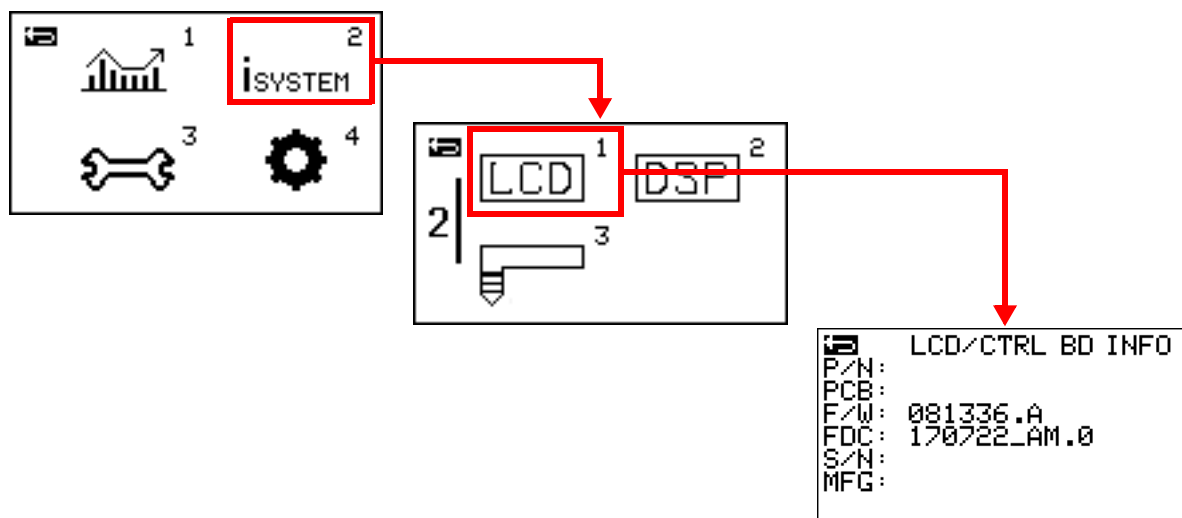 1
2
iSYSTEM
3
4
1
LCD
2
DSP
2
3
LCD/CTRL BD INFO
P/N:
PCB:
F/W: 081336.A
FDC: 170722_AM.0
S/N:
MFG: